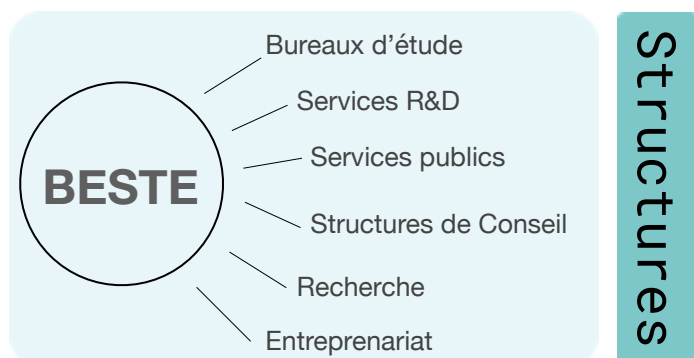 Bureaux d’étude
Services R&D
Services publics
BESTE
Structures de Conseil
Recherche
Entreprenariat
Structures